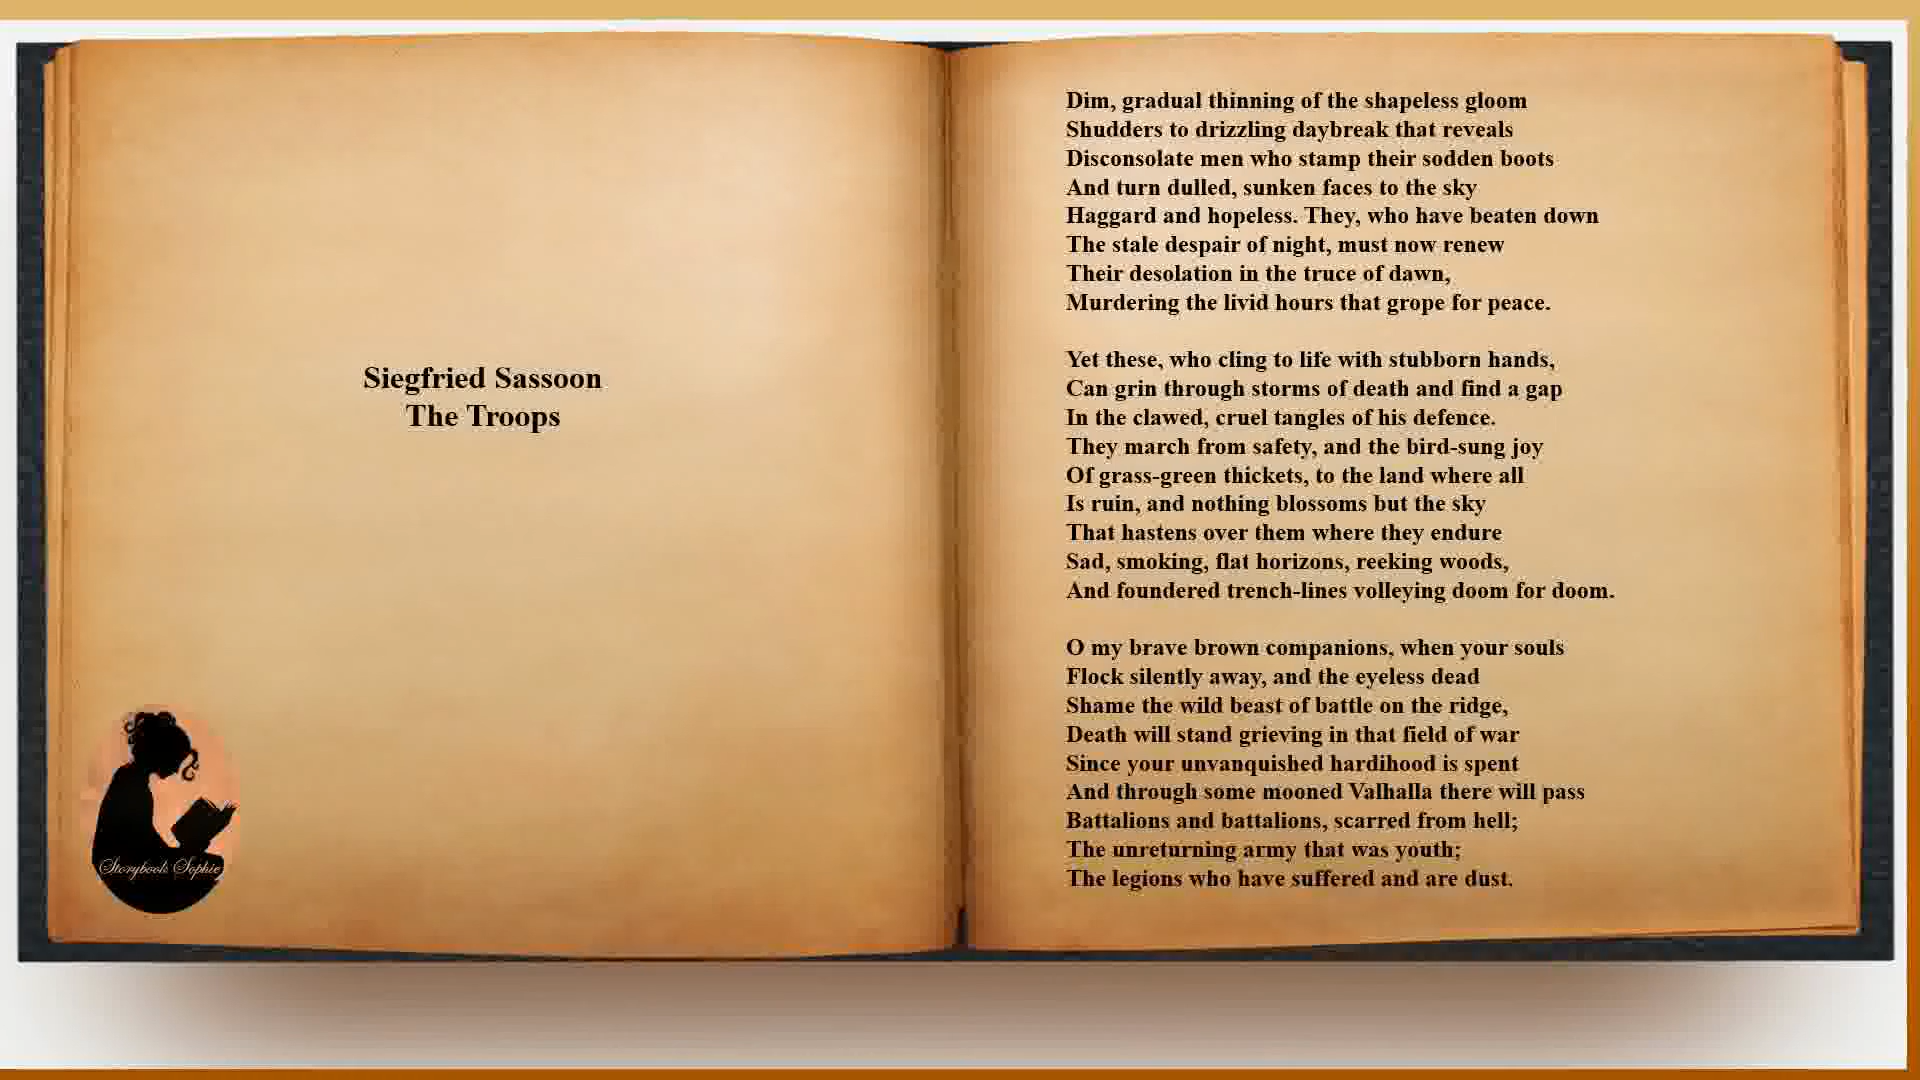 Siegfried Sassoon
The Troops
Storybook Sophie
Dim, gradual thinning of the shapeless gloom
Shudders to drizzling daybreak that reveals
Disconsolate men who stamp their sodden boots
And turn dulled, sunken faces to the sky
Haggard and hopeless. They, who have beaten down
The stale despair of night, must now renew
Their desolation in the truce of dawn,
Murdering the livid hours that grope for peace.
Yet these, who cling to life with stubborn hands,
Can grin through storms of death and find a gap
In the clawed, cruel tangles of his defence.
They march from safety, and the bird-sung joy
Of grass-green thickets, to the land where all
Is ruin, and nothing blossoms but the sky
That hastens over them where they endure
Sad, smoking, flat horizons, reeking woods,
And foundered trench-lines volleying doom for doom.
O my brave brown companions, when your souls
Flock silently away, and the eyeless dead
Shame the wild beast of battle on the ridge,
Death will stand grieving in that field of war
Since your unvanquished hardihood is spent
And through some mooned Valhalla there will pass
Battalions and battalions, scarred from hell;
The unreturning army that was youth;
The legions who have suffered and are dust.